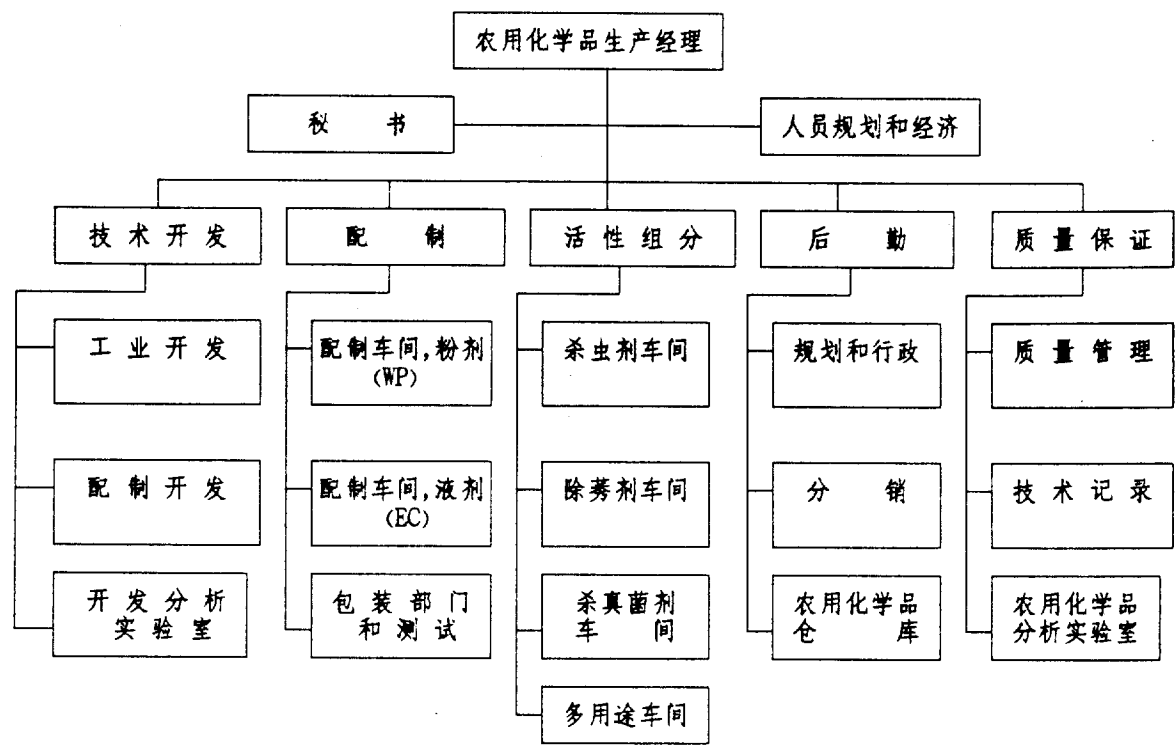 农用化学品生产经理
秘书
人员规划和经济
技术开发
配制
活性组分
后勤
质量保证
工业开发
配制车间,粉剂
(WP)
杀虫剂车间
规划和行政
质量管理
配制开发
配制车间,液剂
(EC)
除莠剂车间
分销
技术记录
开发分析
实验室
包装部门
和测试
杀真菌剂
车间
农用化学品
仓库
农用化学品
分析实验室
多用途车间